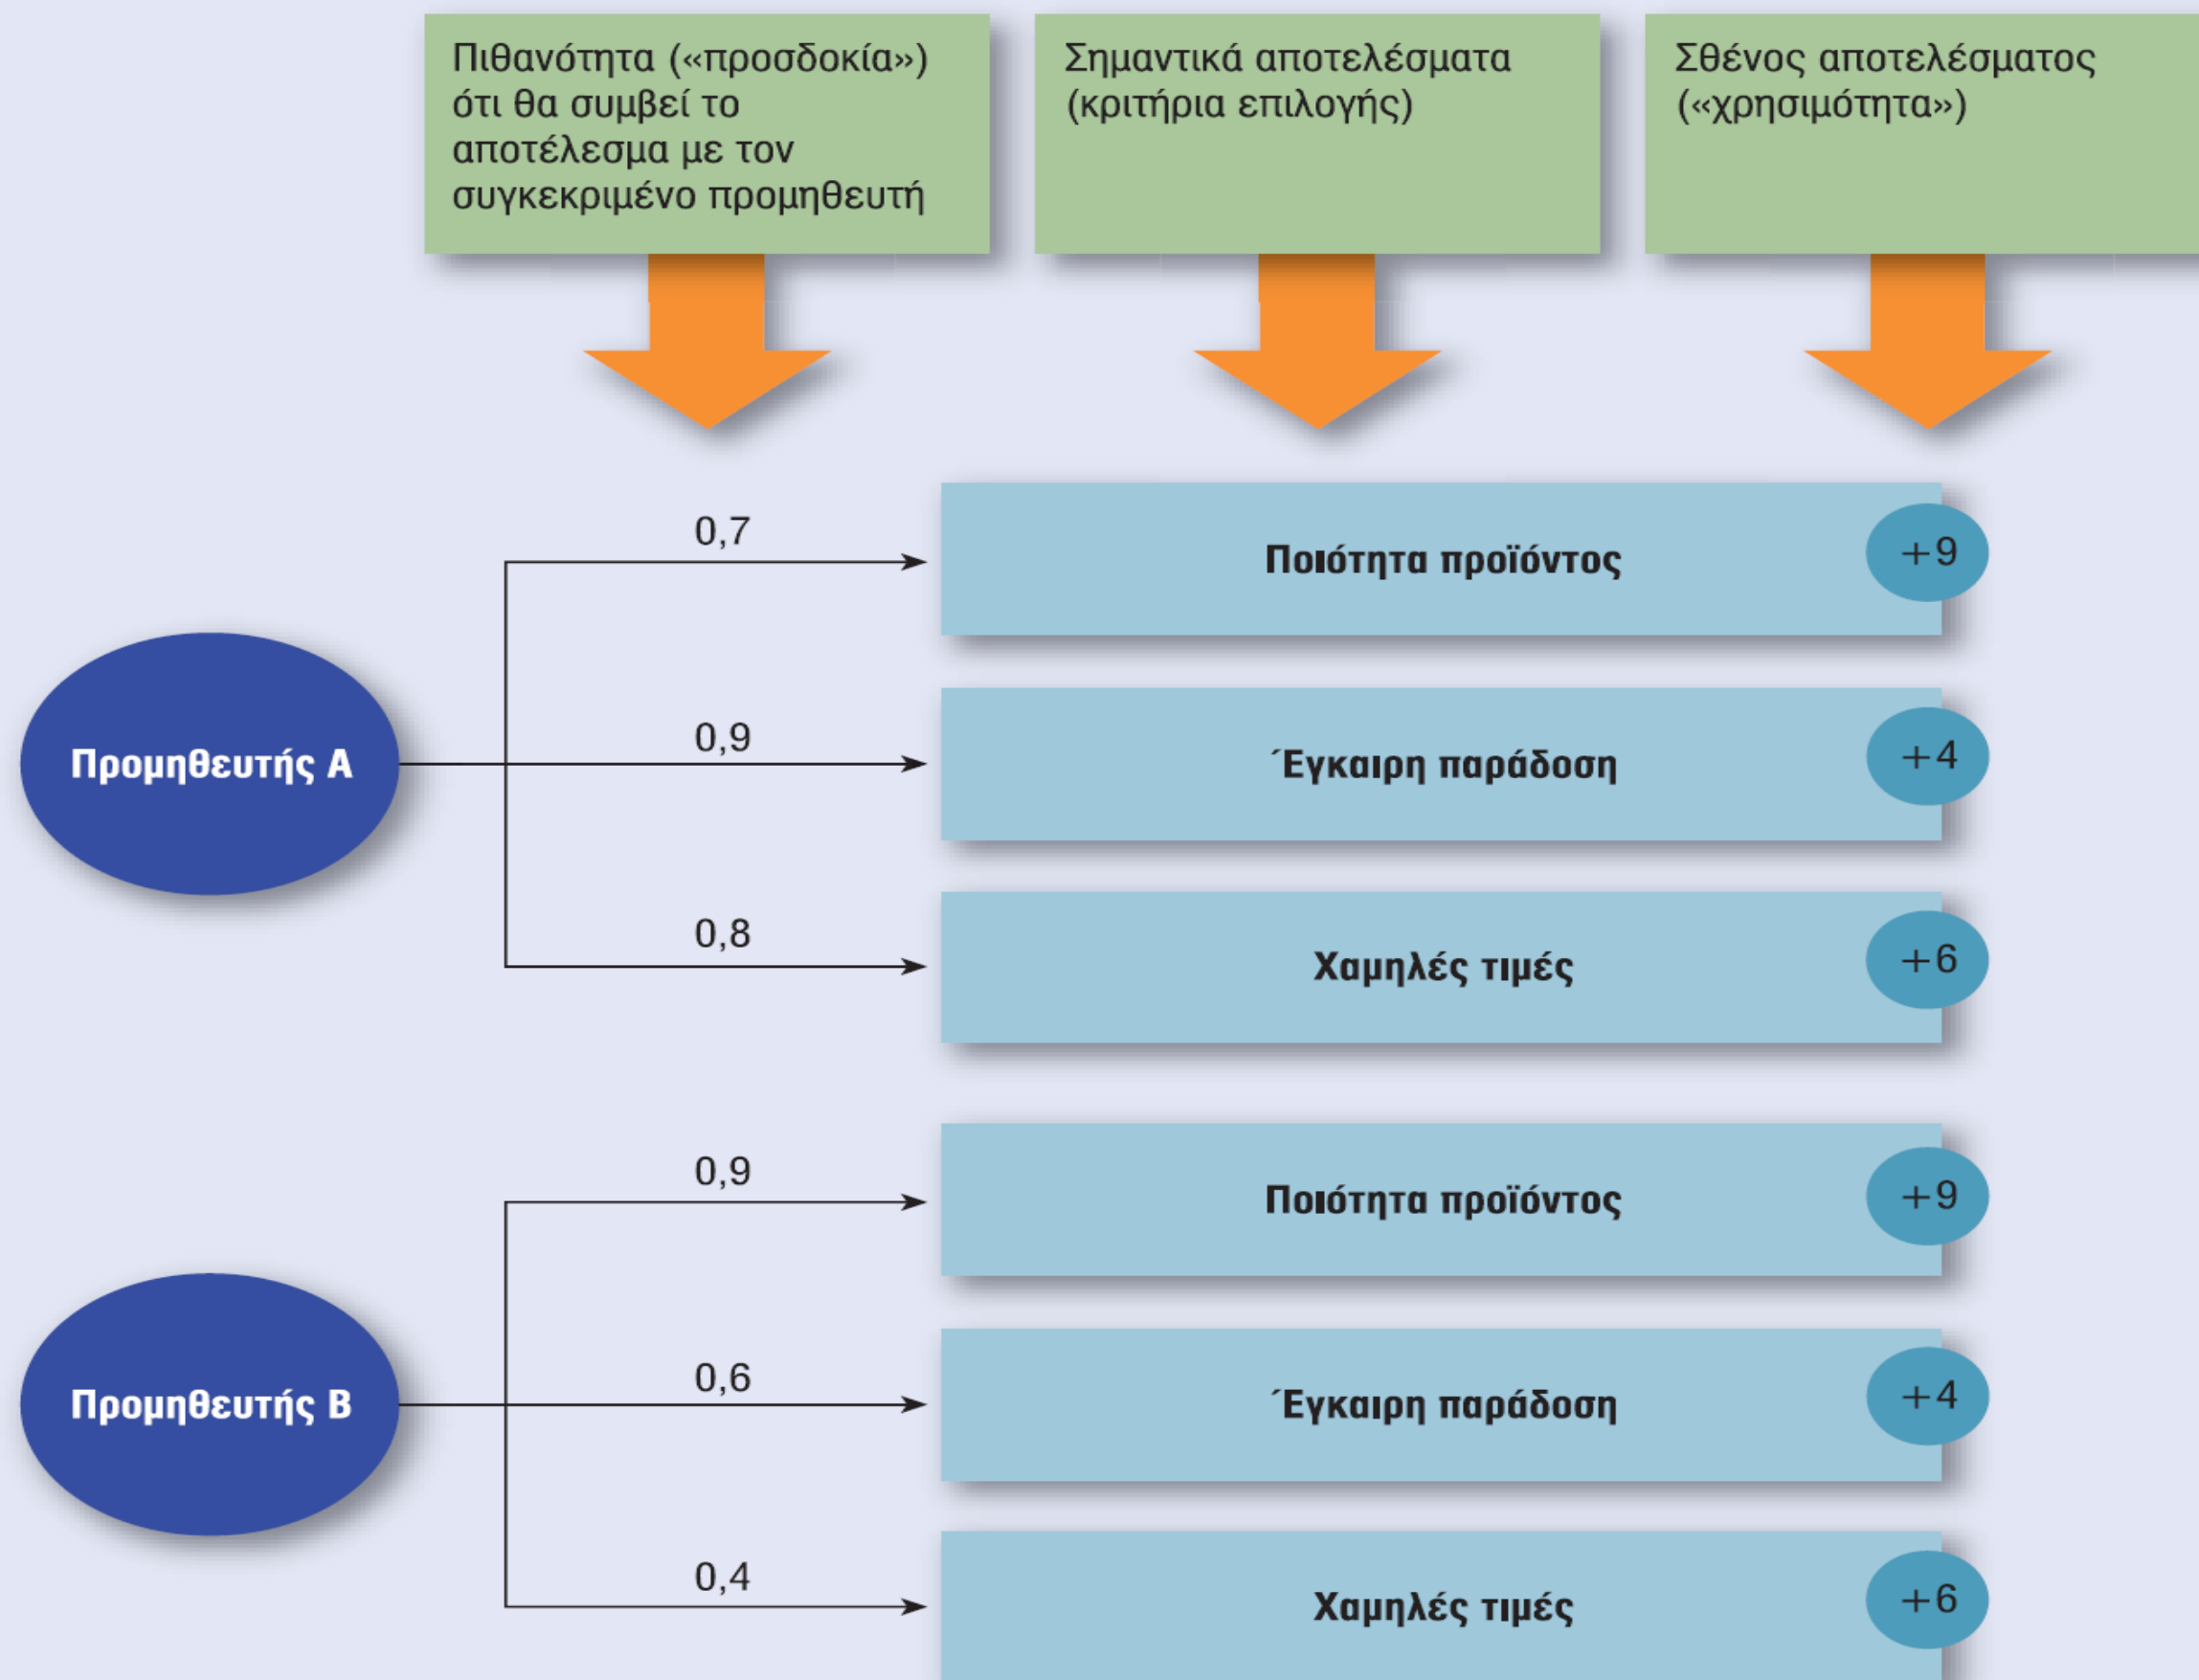 Πιθανότητα («προσδοκία»)
ότι θα συμβεί το
αποτέλεσμα με τον
συγκεκριμένο προμηθευτή
Σημαντικά αποτελέσματα
(κριτήρια επιλογής)
Σθένος αποτελέσματος
(«χρησιμότητα»)
Προμηθευτής Α
0,7
Ποιότητα προϊόντος
+9
0,9
Έγκαιρη παράδοση
+4
0,8
Χαμηλές τιμές
+6
Προμηθευτής Β
0,9
Ποιότητα προϊόντος
+9
0,6
Έγκαιρη παράδοση
+4
0,4
Χαμηλές τιμές
+6